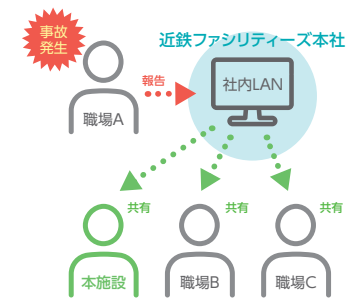 事故
発生
近鉄ファシリティーズ本社
報告
社内LAN
職場A
共有
共有
共有
本施設
職場B
職場C